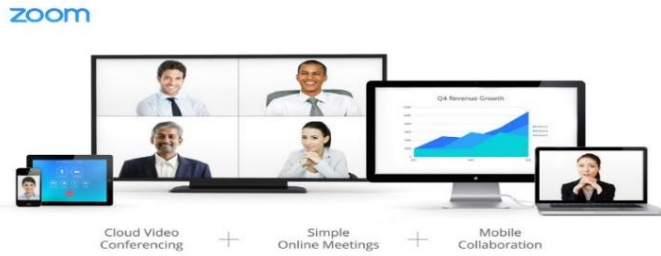 zoom
Q4 Revenue Growth
Cloud Video
Conferencing
+
Simple
Online Meetings
+
Mobile
Collaboration